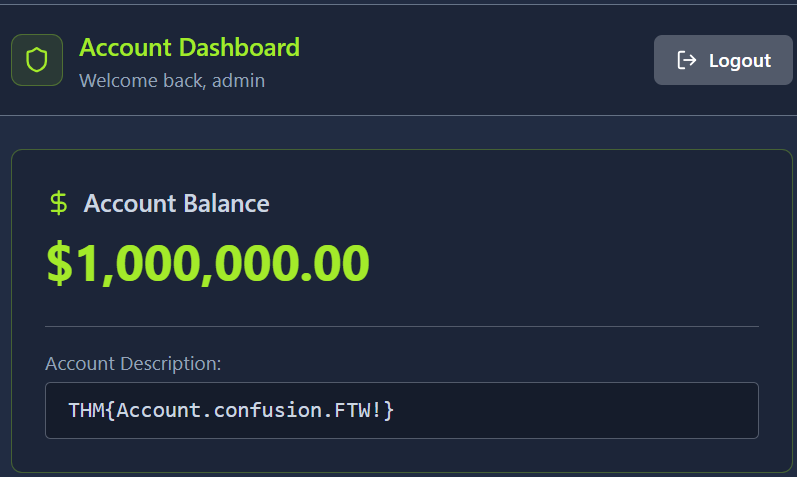 Account Dashboard
Welcome back, admin
Logout
$ Account Balance
$1,000,000.00
Account Description:
THM{Account.confusion.FTW!}